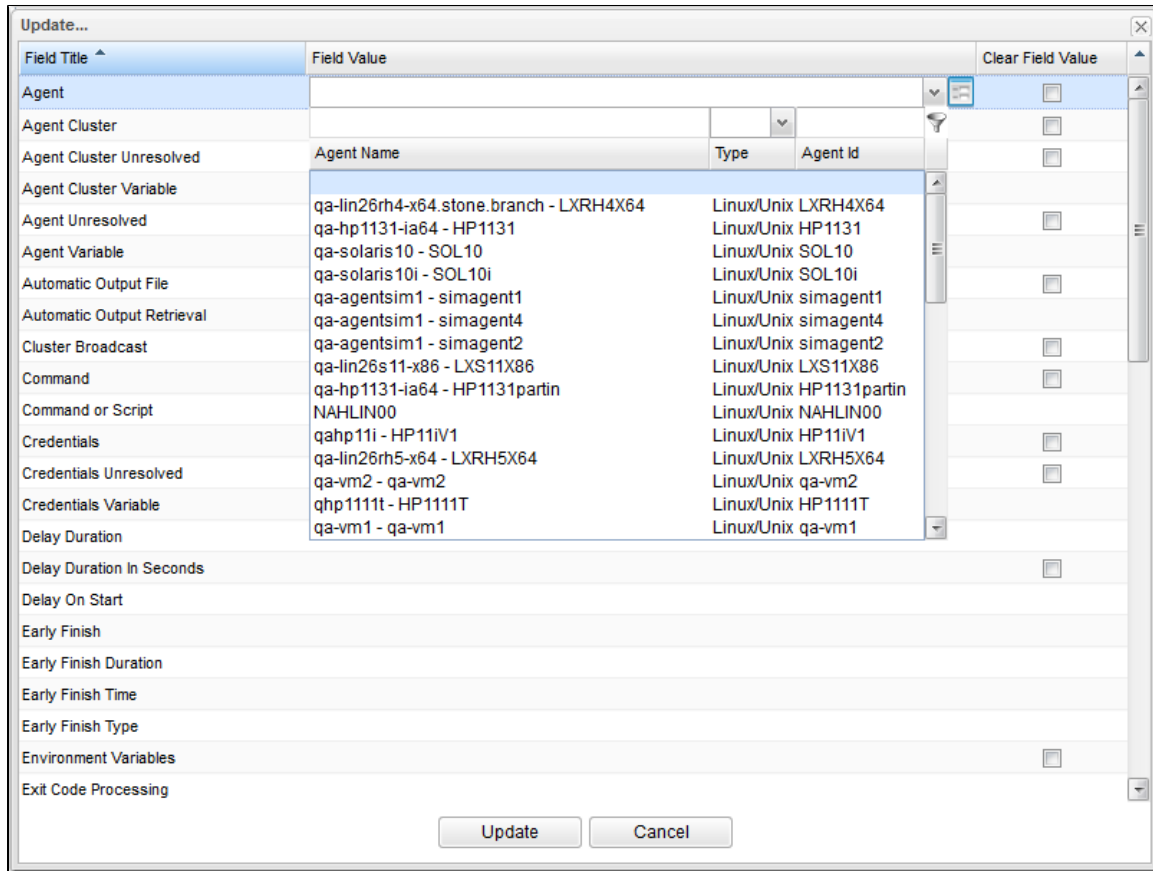 Update...
Field Title Field Value Clear Field Value
Agent
Agent Cluster
Agent Cluster Unresolved
Agent Name Type Agent Id
Agent Cluster Variable
qa-lin26rh4-x64.stone.branch - LXRH4X64 Linux/Unix LXRH4X64
Agent Unresolved
qa-hp1131-ia64 - HP1131 Linux/Unix HP1131
Agent Variable
qa-solaris10 - SOL10 Linux/Unix SOL10
qa-solaris10i - SOL10i Linux/Unix SOL10i
Automatic Output File
qa-agentsim1 - simagent1 Linux/Unix simagent1
Automatic Output Retrieval
qa-agentsim1 - simagent4 Linux/Unix simagent4
Cluster Broadcast
qa-agentsim1 - simagent2 Linux/Unix simagent2
qa-lin26s11-x86 - LXS11X86 Linux/Unix LXS11X86
Command
qa-hp1131-ia64 - HP1131partin Linux/Unix HP1131partin
Command or Script
NAHLIN00 Linux/Unix NAHLIN00
Credentials
qahp11i - HP11iV1 Linux/Unix HP11iV1
qa-lin26rh5-x64 - LXRH5X64 Linux/Unix LXRH5X64
Credentials Unresolved
qa-vm2 - qa-vm2 Linux/Unix qa-vm2
Credentials Variable
qhp1111t - HP1111T Linux/Unix HP1111T
qa-vm1 - qa-vm1 Linux/Unix qa-vm1
Delay Duration
Delay Duration In Seconds
Delay On Start
Early Finish
Early Finish Duration
Early Finish Time
Early Finish Type
Environment Variables
Exit Code Processing
Update Cancel